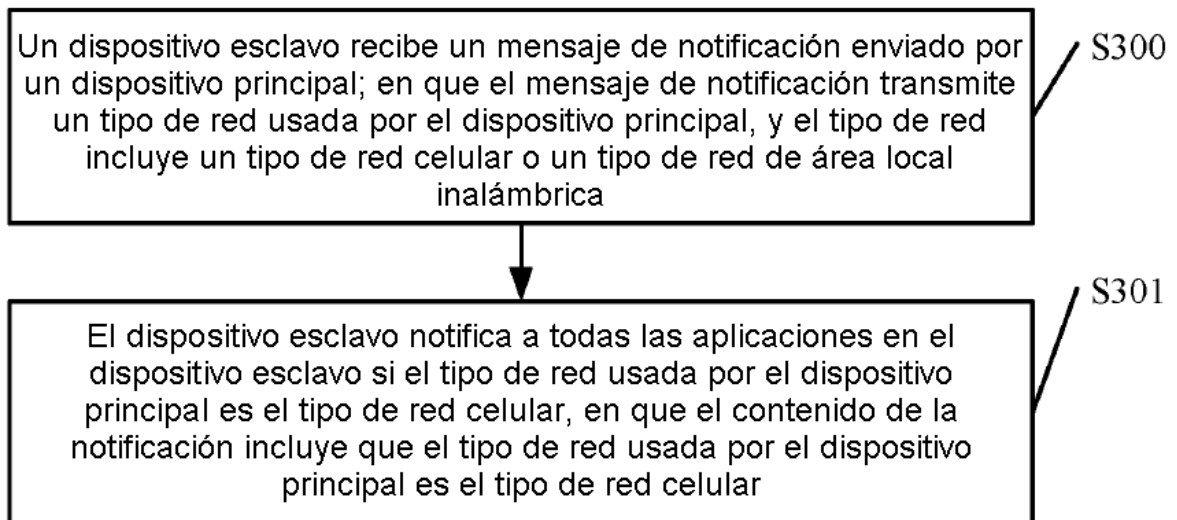 Un dispositivo esclavo recibe un mensaje de notificación enviado por
un dispositivo principal; en que el mensaje de notificación transmite
un tipo de red usada por el dispositivo principal, y el tipo de red
incluye un tipo de red celular o un tipo de red de área local
inalámbrica
S300
El dispositivo esclavo notifica a todas las aplicaciones en el
dispositivo esclavo si el tipo de red usada por el dispositivo
principal es el tipo de red celular, en que el contenido de la
notificación incluye que el tipo de red usada por el dispositivo
principal es el tipo de red celular
S301